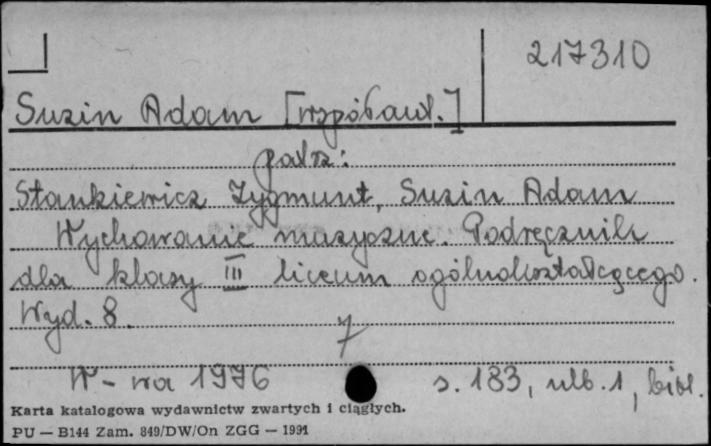 217310
Suzin Adam [współaut.]
patrz:
Stankiewicz Zygmunt, Suzin Adam
Wychowanie muzyczne. Podręcznik
dla klasy III liceum ogólnokształcącego.
Wyd. 8.
7
W-wa 1976 s. 183, nlb. 1, bibl.
Karta katalogowa wydawnictw zwartych i ciągłych.
PU — B144 Zam. 849/DW/On ZGG — 1991